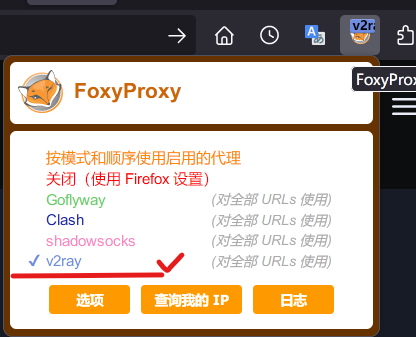 v2ra
FoxyProx
FoxyProxy
按模式和顺序使用启用的代理
关闭（使用 Firefox 设置）
Goflyway (对全部 URLs 使用)
Clash (对全部 URLs 使用)
shadowsocks (对全部 URLs 使用)
v2ray (对全部 URLs 使用)
选项 查询我的 IP 日志